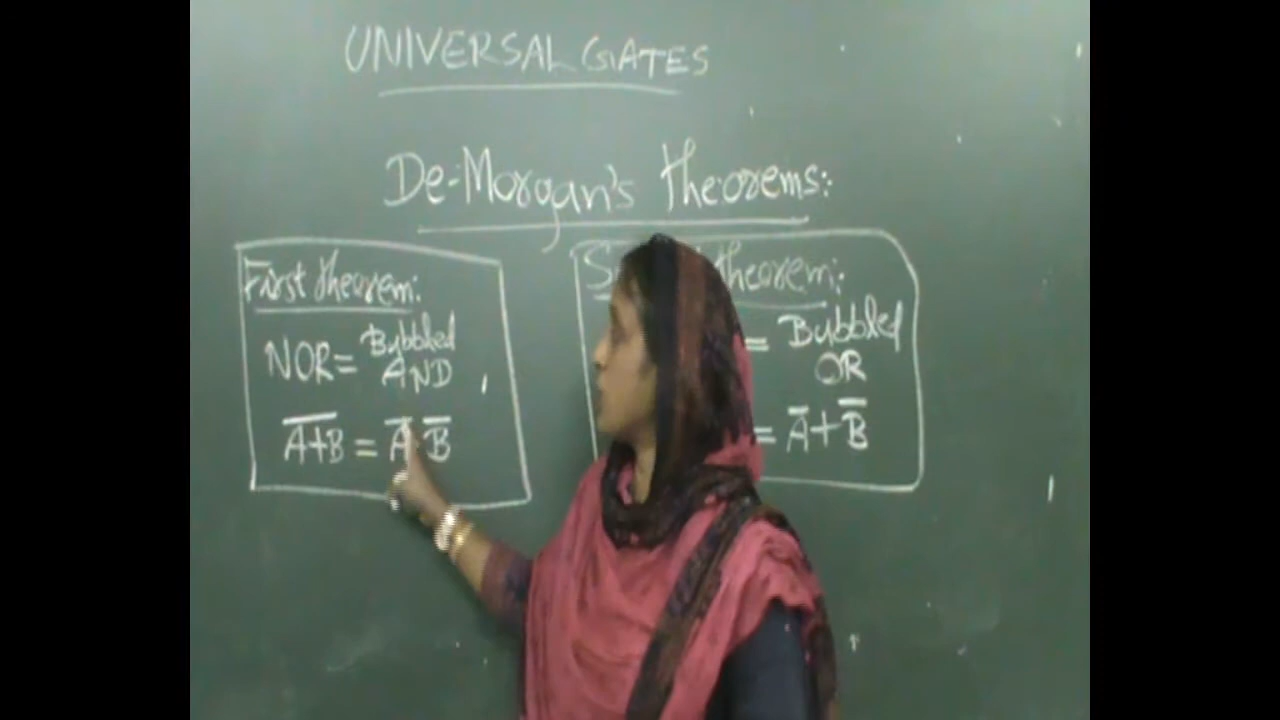 UNIVERSAL GATES
De-Morgan's theorems:
First theorem:
NOR = Bubbled
AND
A̅+̅B̅ = A̅ · B̅
theorem:
= Bubbled
OR
= A̅ + B̅